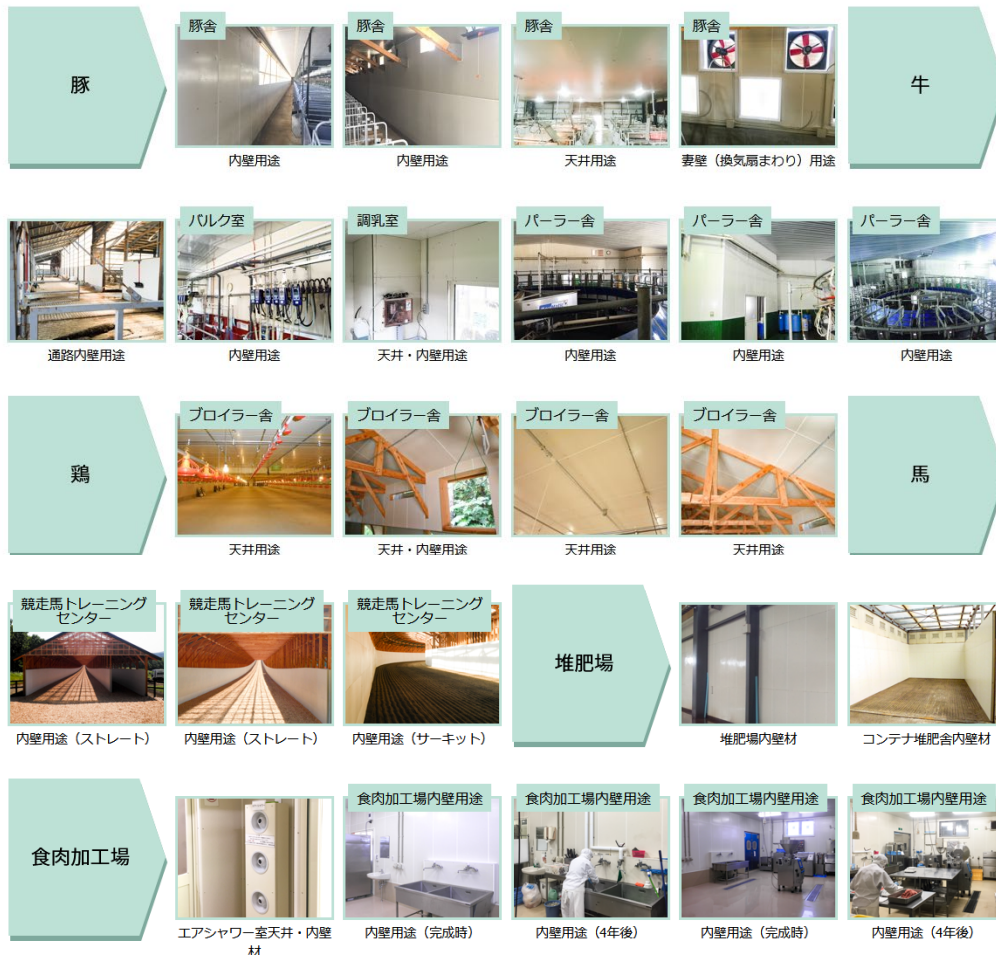 豚
豚舎
内壁用途
豚舎
内壁用途
豚舎
天井用途
豚舎
妻壁（換気扇まわり）用途
牛
通路内壁用途
バルク室
内壁用途
調乳室
天井・内壁用途
パーラー舎
内壁用途
パーラー舎
内壁用途
パーラー舎
内壁用途
鶏
ブロイラー舎
天井用途
ブロイラー舎
天井・内壁用途
ブロイラー舎
天井用途
ブロイラー舎
天井用途
馬
競走馬トレーニング
センター
内壁用途（ストレート）
競走馬トレーニング
センター
内壁用途（ストレート）
競走馬トレーニング
センター
内壁用途（サーキット）
堆肥場
堆肥場内壁材
コンテナ堆肥舎内壁材
食肉加工場
エアシャワー室天井・内壁
材
食肉加工場内壁用途
内壁用途（完成時）
食肉加工場内壁用途
内壁用途（4年後）
食肉加工場内壁用途
内壁用途（完成時）
食肉加工場内壁用途
内壁用途（4年後）